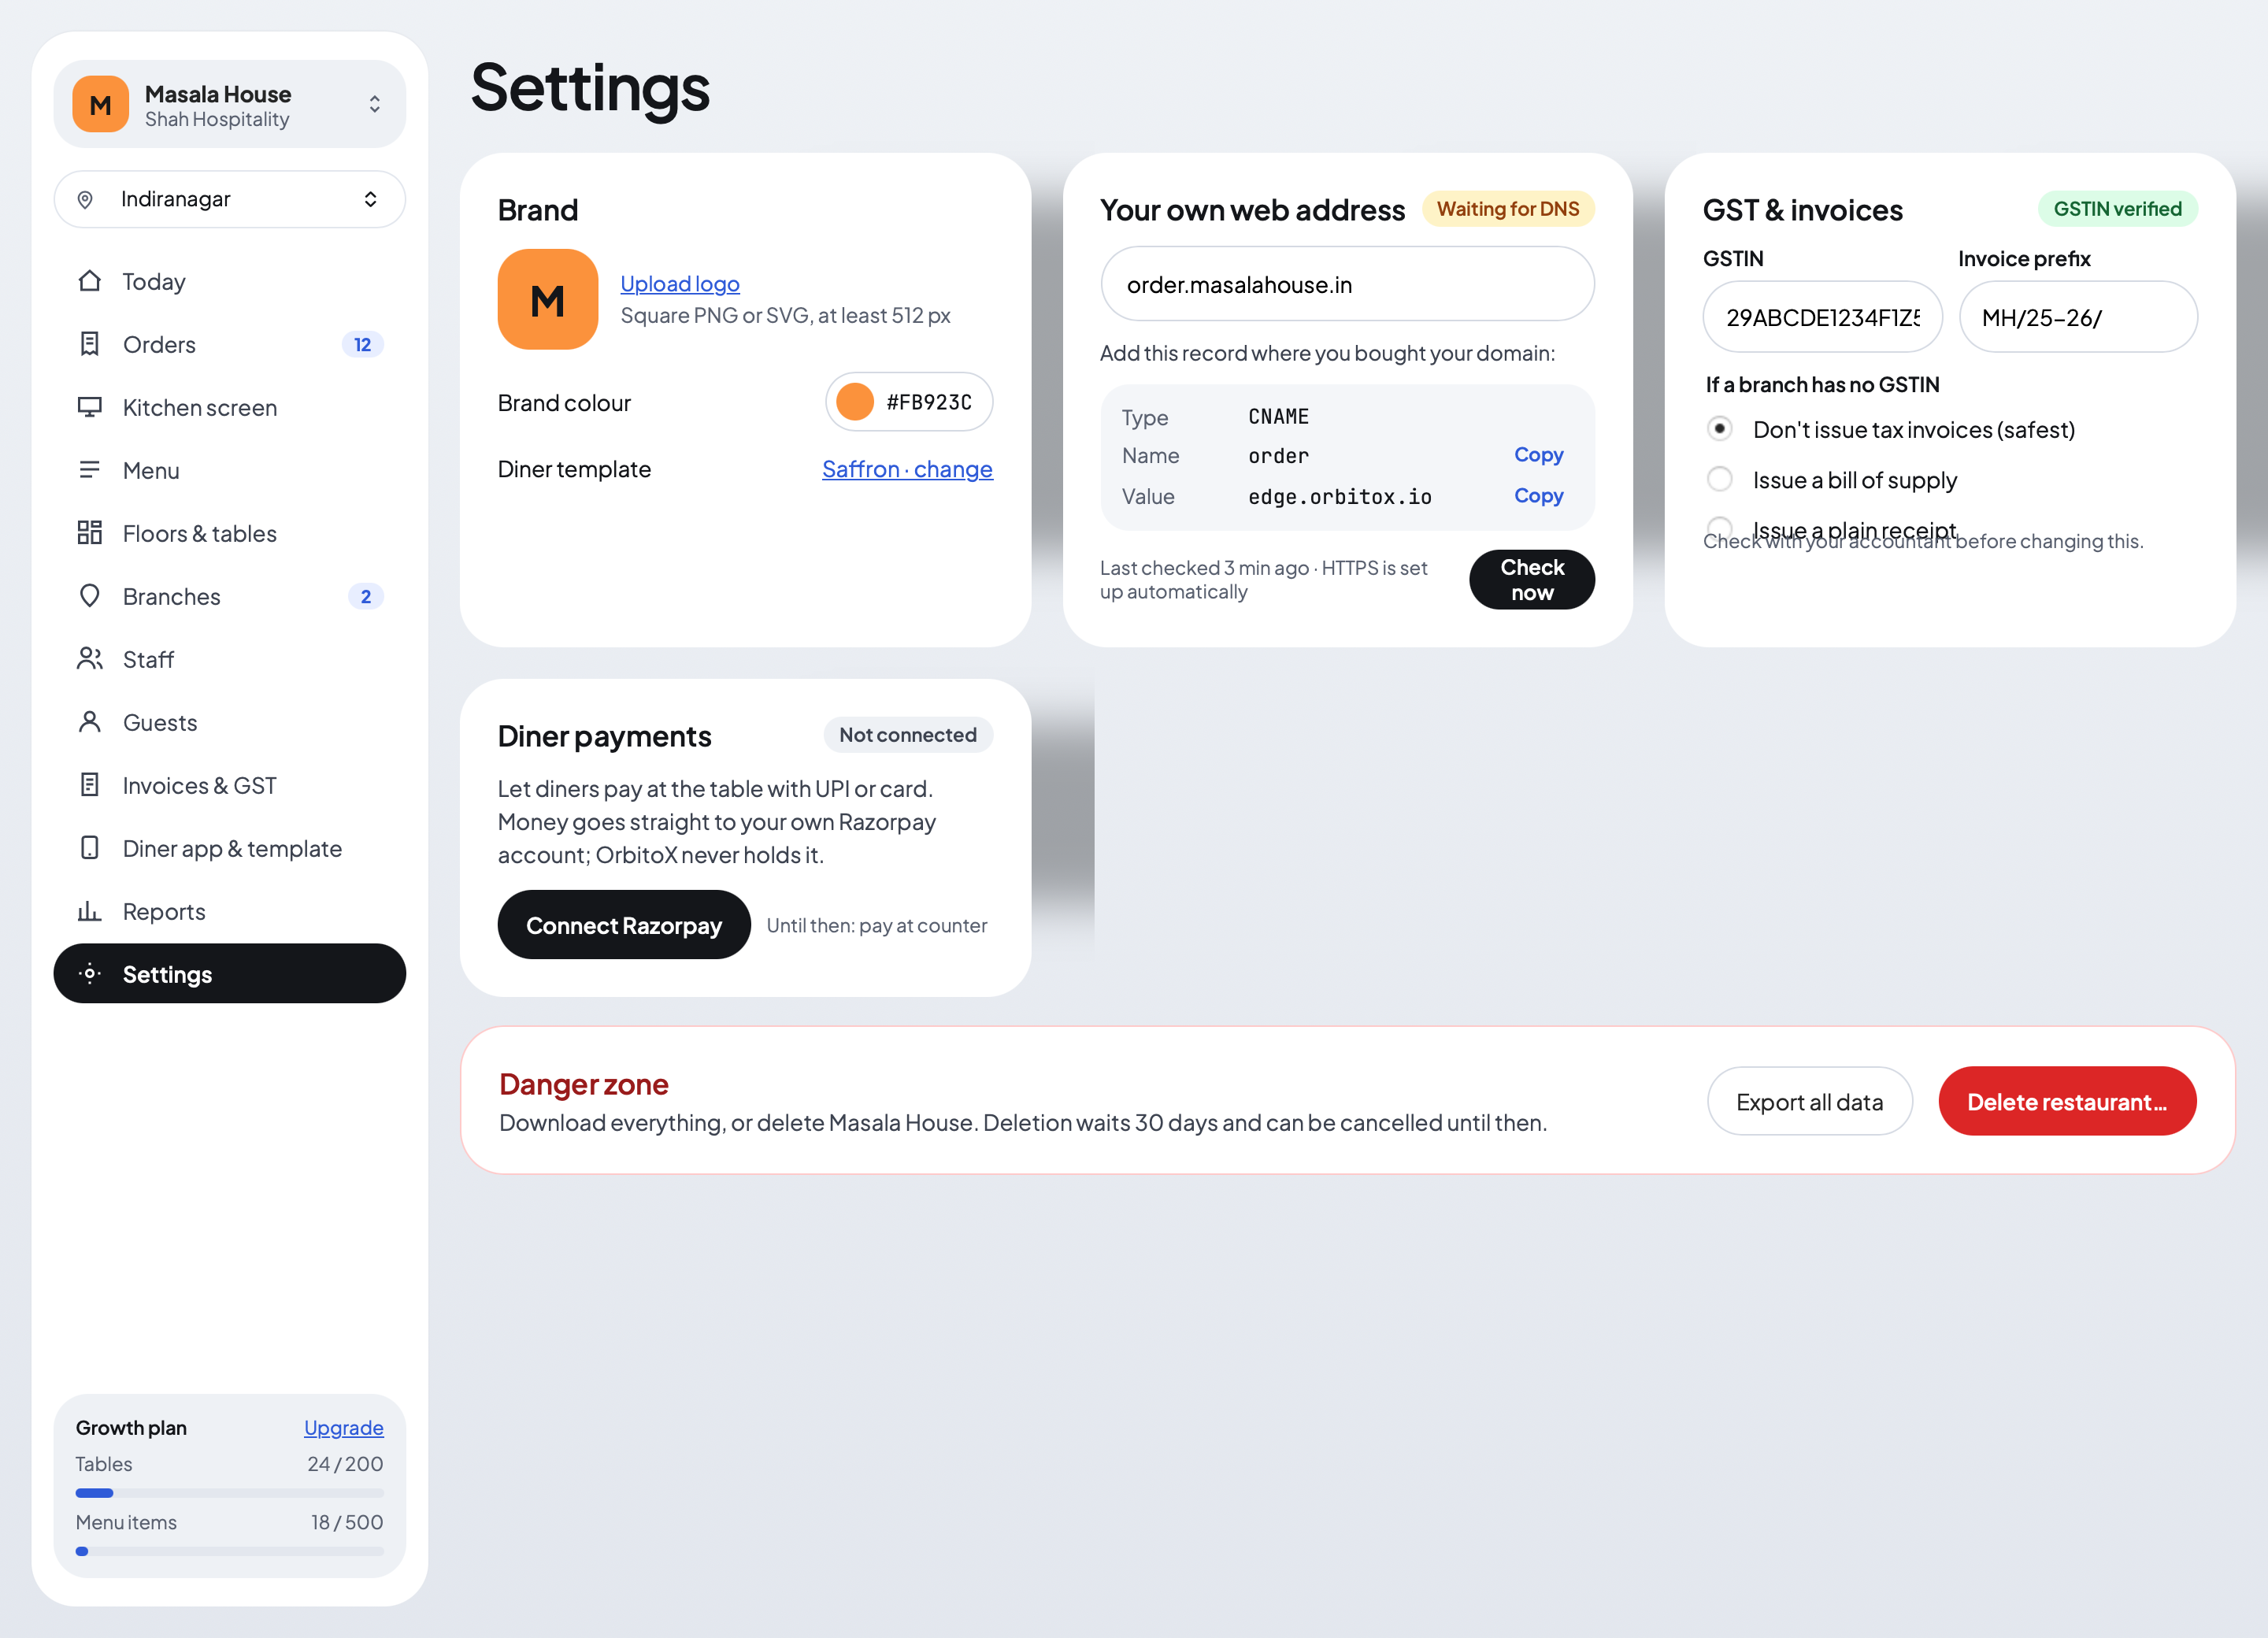 M
Masala House
Shah Hospitality
Indiranagar
Today
Orders 12
Kitchen screen
Menu
Floors & tables
Branches 2
Staff
Guests
Invoices & GST
Diner app & template
Reports
Settings
Growth plan Upgrade
Tables 24 / 200
Menu items 18 / 500
Settings
Brand
M
Upload logo
Square PNG or SVG, at least 512 px
Brand colour #FB923C
Diner template Saffron · change
Your own web address Waiting for DNS
order.masalahouse.in
Add this record where you bought your domain:
Type CNAME
Name order Copy
Value edge.orbitox.io Copy
Last checked 3 min ago · HTTPS is set
up automatically
Check
now
GST & invoices GSTIN verified
GSTIN Invoice prefix
29ABCDE1234F1Z5 MH/25-26/
If a branch has no GSTIN
Don't issue tax invoices (safest)
Issue a bill of supply
Issue a plain receipt
Check with your accountant before changing this.
Diner payments Not connected
Let diners pay at the table with UPI or card.
Money goes straight to your own Razorpay
account; OrbitoX never holds it.
Connect Razorpay Until then: pay at counter
Danger zone
Download everything, or delete Masala House. Deletion waits 30 days and can be cancelled until then.
Export all data Delete restaurant...